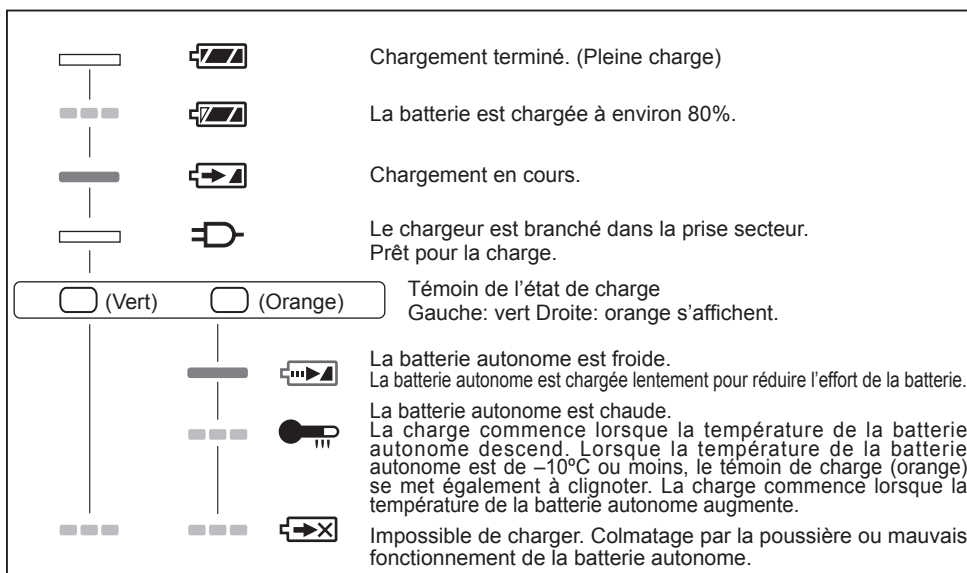 Chargement terminé. (Pleine charge)
La batterie est chargée à environ 80%.
Chargement en cours.
Le chargeur est branché dans la prise secteur.
Prêt pour la charge.
(Vert) (Orange)
Témoin de l’état de charge
Gauche: vert Droite: orange s’affichent.
La batterie autonome est froide.
La batterie autonome est chargée lentement pour réduire l’effort de la batterie.
La batterie autonome est chaude.
La charge commence lorsque la température de la batterie
autonome descend. Lorsque la température de la batterie
autonome est de –10ºC ou moins, le témoin de charge (orange)
se met également à clignoter. La charge commence lorsque la
température de la batterie autonome augmente.
Impossible de charger. Colmatage par la poussière ou mauvais
fonctionnement de la batterie autonome.